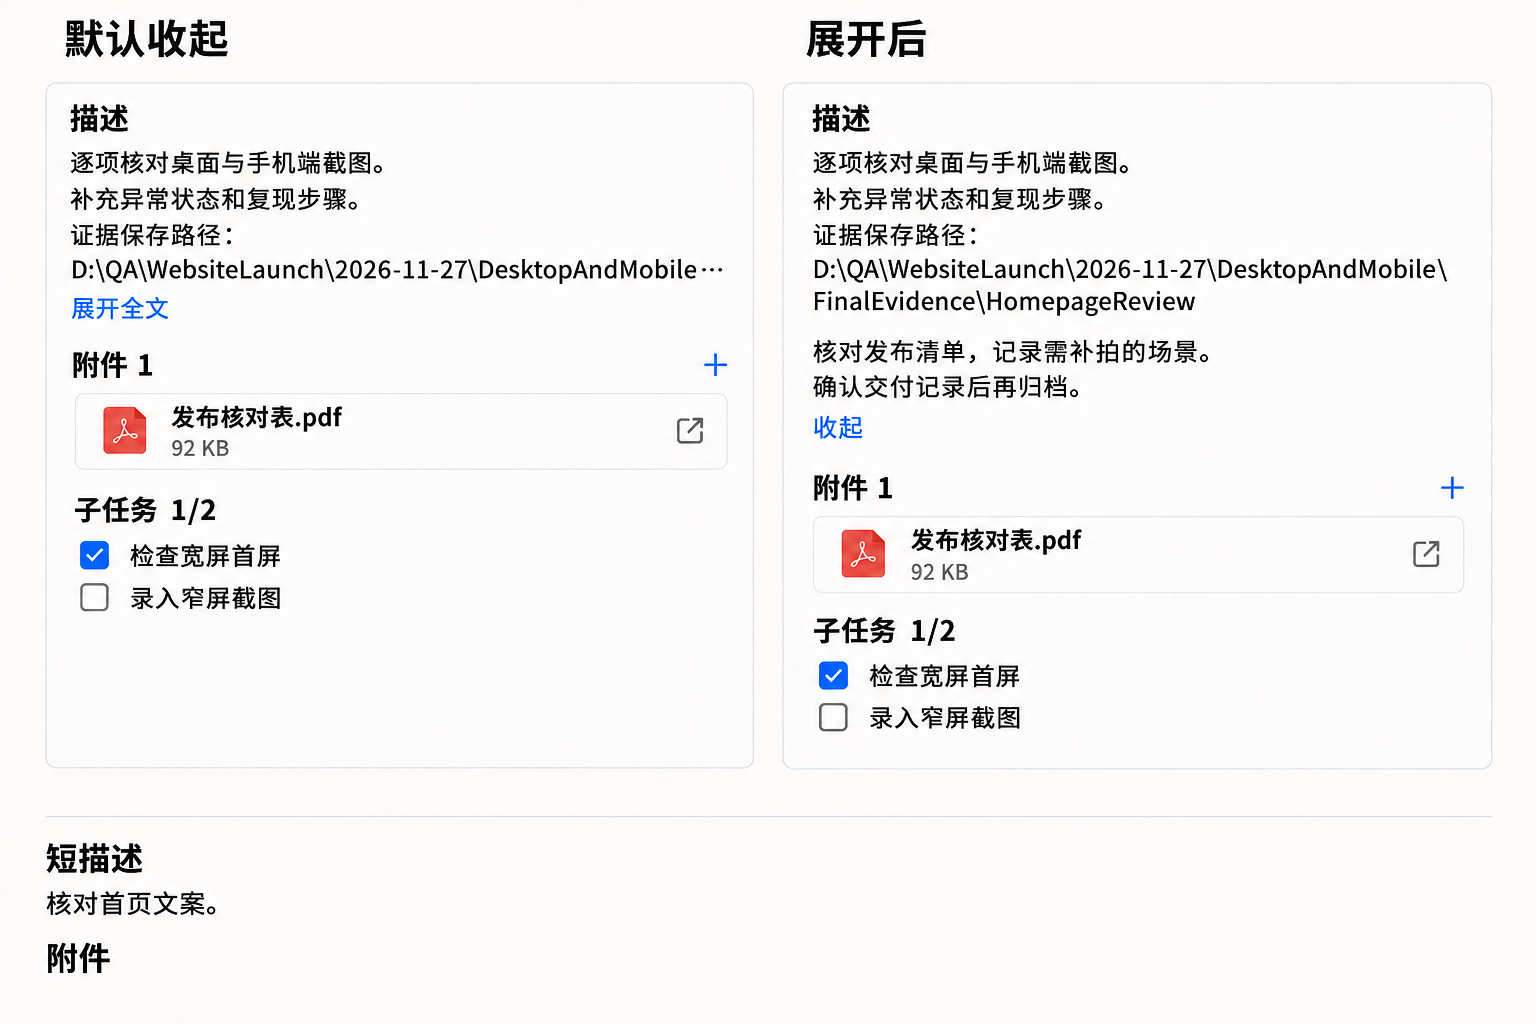 默认收起
描述
逐项核对桌面与手机端截图。
补充异常状态和复现步骤。
证据保存路径：
D:\QA\WebsiteLaunch\2026-11-27\DesktopAndMobile…
展开全文
附件 1
发布核对表.pdf
92 KB
子任务 1/2
检查宽屏首屏
录入窄屏截图
展开后
描述
逐项核对桌面与手机端截图。
补充异常状态和复现步骤。
证据保存路径：
D:\QA\WebsiteLaunch\2026-11-27\DesktopAndMobile\
FinalEvidence\HomepageReview
核对发布清单，记录需补拍的场景。
确认交付记录后再归档。
收起
附件 1
发布核对表.pdf
92 KB
子任务 1/2
检查宽屏首屏
录入窄屏截图
短描述
核对首页文案。
附件